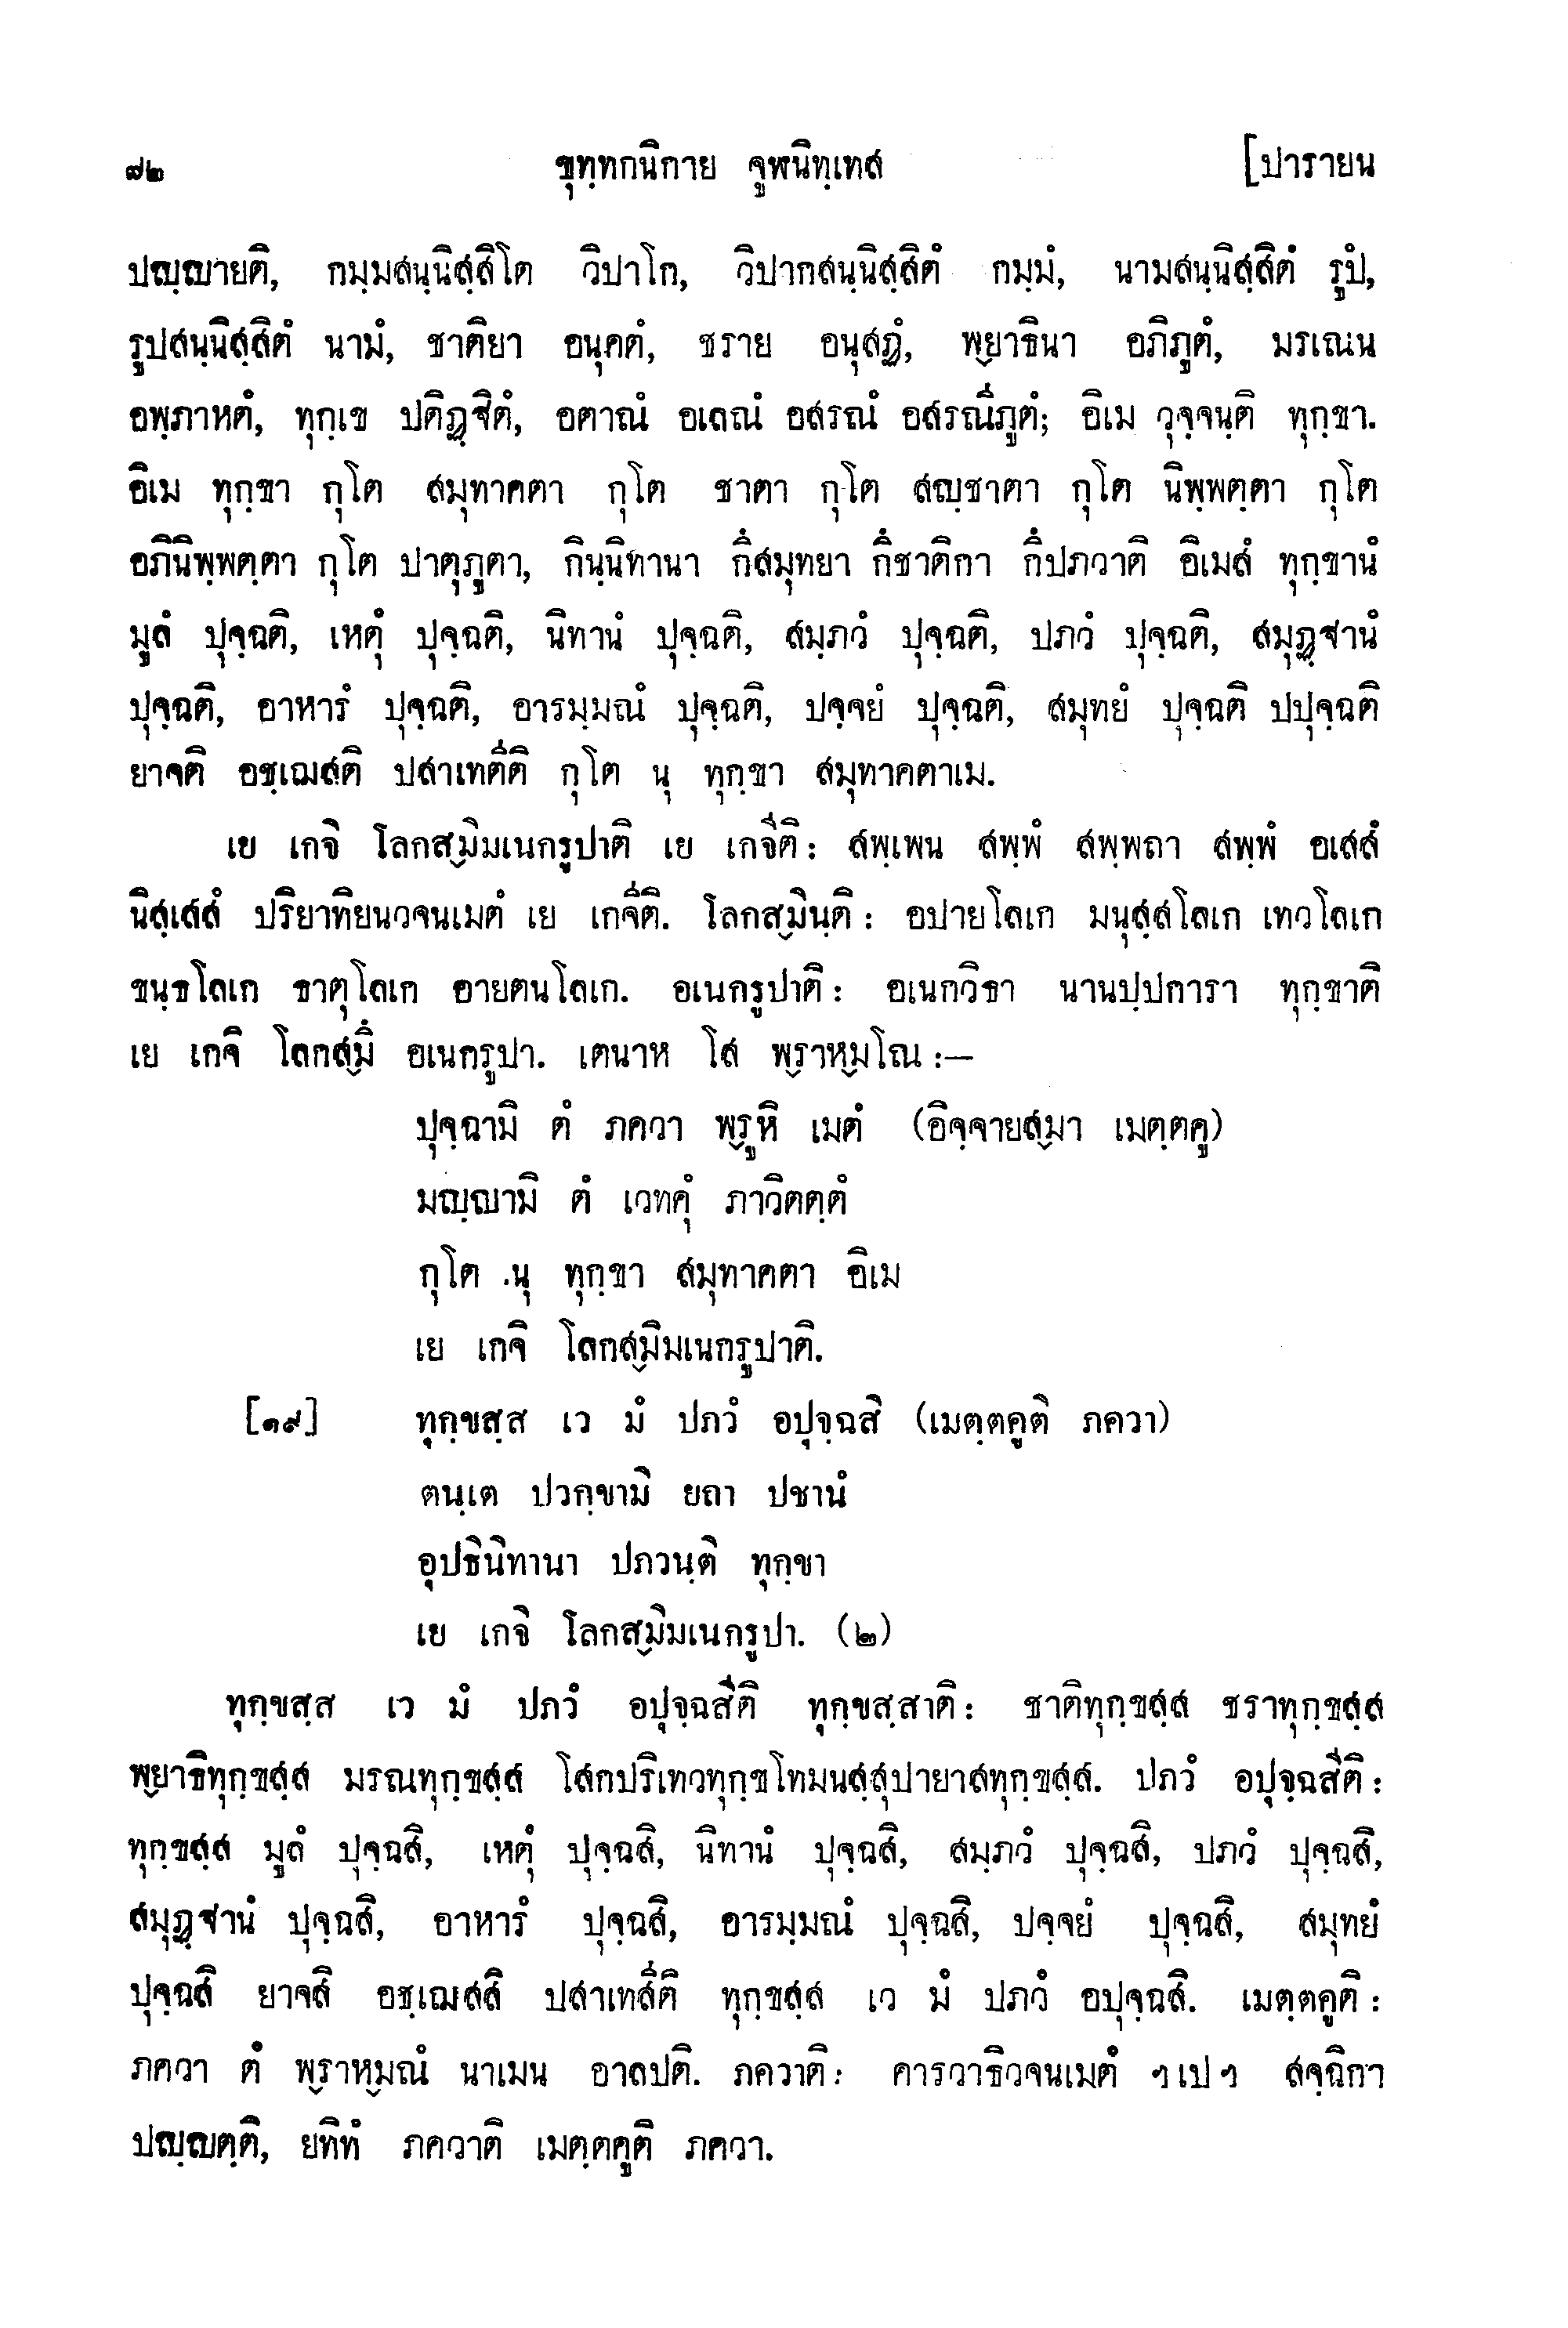 ๘๒ ขุทฺทกนิกาย จูฬนิทฺเทส [ปารายน
ปญฺญายติ, กมฺมสนฺนิสฺสิโต วิปาโก, วิปากสนฺนิสฺสิตํ กมฺมํ, นามสนฺนิสฺสิตํ รูปํ,
รูปสนฺนิสฺสิตํ นามํ, ชาติยา อนุคตํ, ชราย อนุสฏํ, พฺยาธินา อภิภูตํ, มรเณน
อพฺภาหตํ, ทุกฺเข ปติฏฺฐิตํ, อตาณํ อเลณํ อสรณํ อสรณีภูตํ; อิเม วุจฺจนฺติ ทุกฺขา.
อิเม ทุกฺขา กุโต สมุทาคตา กุโต ชาตา กุโต สญฺชาตา กุโต นิพฺพตฺตา กุโต
อภินิพฺพตฺตา กุโต ปาตุภูตา, กินฺนิทานา กึสมุทยา กึชาติกา กึปภวาติ อิเมสํ ทุกฺขานํ
มูลํ ปุจฺฉติ, เหตุํ ปุจฺฉติ, นิทานํ ปุจฺฉติ, สมฺภวํ ปุจฺฉติ, ปภวํ ปุจฺฉติ, สมุฏฺฐานํ
ปุจฺฉติ, อาหารํ ปุจฺฉติ, อารมฺมณํ ปุจฺฉติ, ปจฺจยํ ปุจฺฉติ, สมุทยํ ปุจฺฉติ ปปุจฺฉติ
ยาจติ อชฺเฌสติ ปสาเทตีติ กุโต นุ ทุกฺขา สมุทาคตาเม.
เย เกจิ โลกสฺมิมเนกรูปาติ เย เกจีติ: สพฺเพน สพฺพํ สพฺพถา สพฺพํ อเสสํ
นิสฺเสสํ ปริยาทิยนวจนเมตํ เย เกจีติ. โลกสฺมินฺติ: อปายโลเก มนุสฺสโลเก เทวโลเก
ขนฺธโลเก ธาตุโลเก อายตนโลเก. อเนกรูปาติ: อเนกวิธา นานปฺปการา ทุกฺขาติ
เย เกจิ โลกสฺมึ อเนกรูปา. เตนาห โส พฺราหฺมโณ :—
ปุจฺฉามิ ตํ ภควา พฺรูหิ เมตํ (อิจฺจายสฺมา เมตฺตคู)
มญฺญามิ ตํ เวทคุํ ภาวิตตฺตํ
กุโต นุ ทุกฺขา สมุทาคตา อิเม
เย เกจิ โลกสฺมิมเนกรูปาติ.
[๑๙] ทุกฺขสฺส เว มํ ปภวํ อปุจฺฉสิ (เมตฺตคูติ ภควา)
ตนฺเต ปวกฺขามิ ยถา ปชานํ
อุปธินิทานา ปภวนฺติ ทุกฺขา
เย เกจิ โลกสฺมิมเนกรูปา. (๒)
ทุกฺขสฺส เว มํ ปภวํ อปุจฺฉสีติ ทุกฺขสฺสาติ: ชาติทุกฺขสฺส ชราทุกฺขสฺส
พฺยาธิทุกฺขสฺส มรณทุกฺขสฺส โสกปริเทวทุกฺขโทมนสฺสุปายาสทุกฺขสฺส. ปภวํ อปุจฺฉสีติ:
ทุกฺขสฺส มูลํ ปุจฺฉสิ, เหตุํ ปุจฺฉสิ, นิทานํ ปุจฺฉสิ, สมฺภวํ ปุจฺฉสิ, ปภวํ ปุจฺฉสิ,
สมุฏฺฐานํ ปุจฺฉสิ, อาหารํ ปุจฺฉสิ, อารมฺมณํ ปุจฺฉสิ, ปจฺจยํ ปุจฺฉสิ, สมุทยํ
ปุจฺฉสิ ยาจสิ อชฺเฌสสิ ปสาเทสีติ ทุกฺขสฺส เว มํ ปภวํ อปุจฺฉสิ. เมตฺตคูติ:
ภควา ตํ พฺราหฺมณํ นาเมน อาลปติ. ภควาติ: คารวาธิวจนเมตํ ฯเปฯ สจฺฉิกา
ปญฺญตฺติ, ยทิทํ ภควาติ เมตฺตคูติ ภควา.